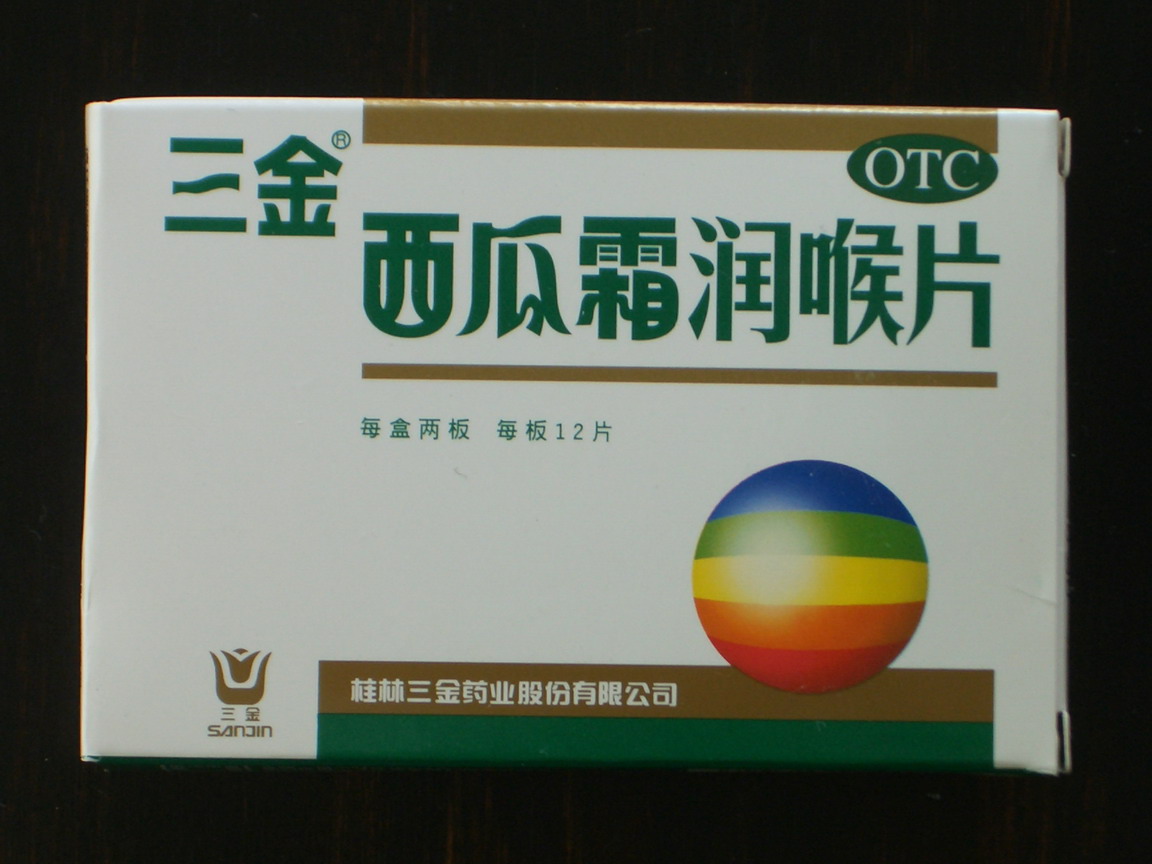 三金®
OTC
西瓜霜润喉片
每盒两板 每板12片
三金
SANJIN
桂林三金药业股份有限公司